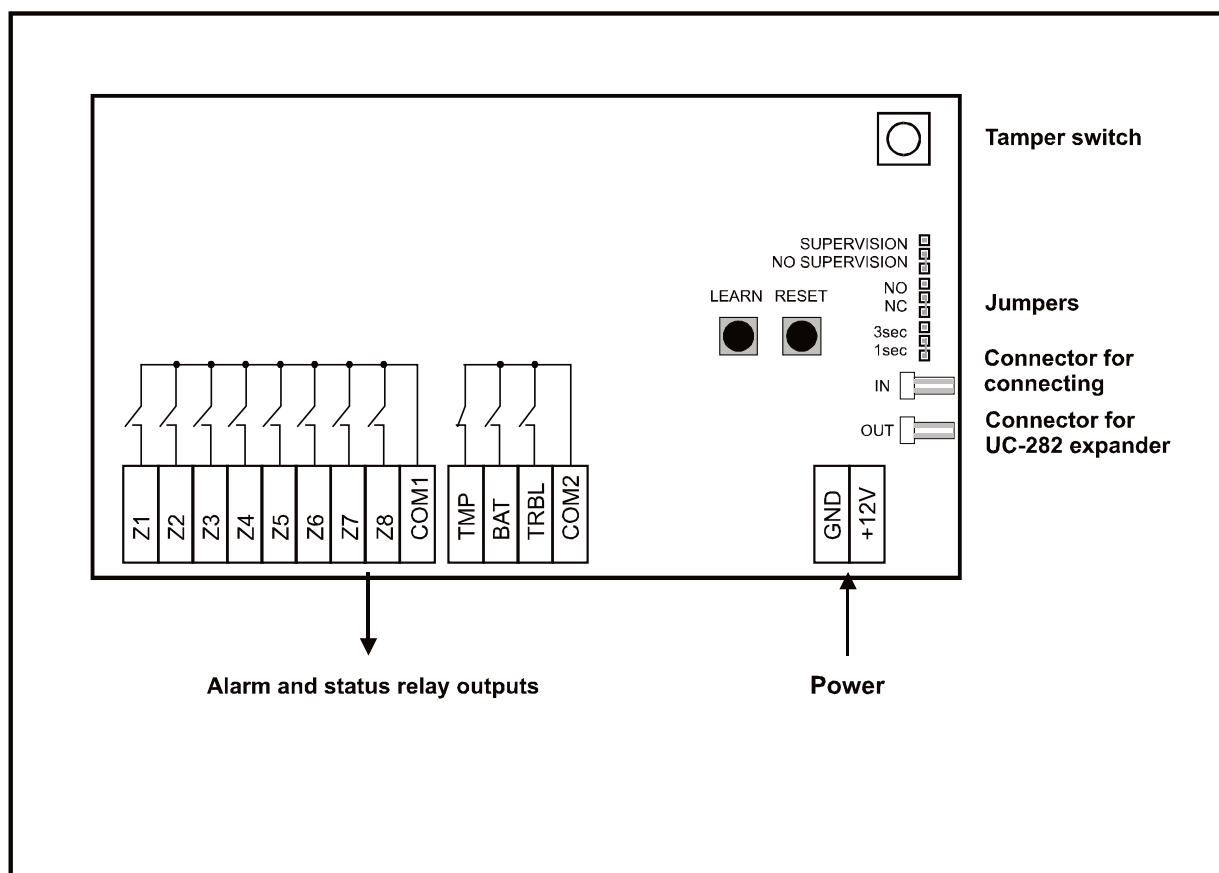 Tamper switch
SUPERVISION
NO SUPERVISION
LEARN RESET
NO
NC
Jumpers
3sec
1sec
Connector for
connecting
IN
Connector for
UC-282 expander
OUT
Z1 Z2 Z3 Z4 Z5 Z6 Z7 Z8 COM1 TMP BAT TRBL COM2 GND +12V
Alarm and status relay outputs
Power